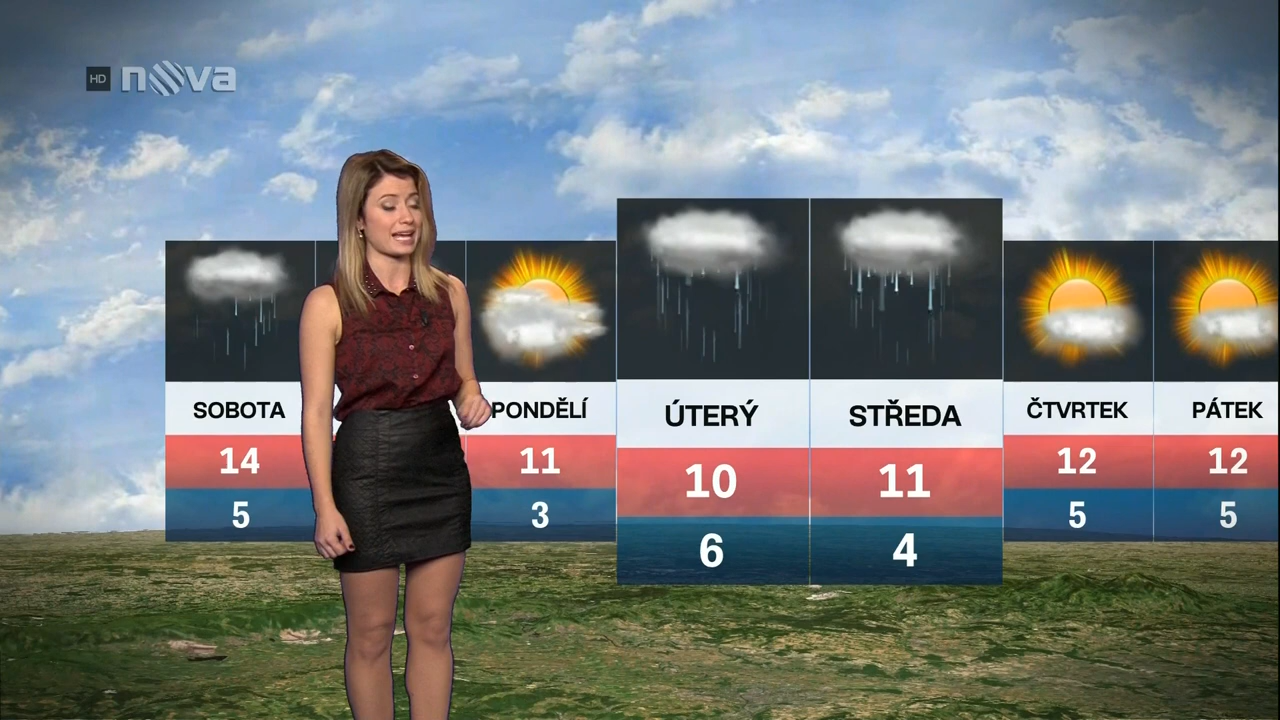 HD nova
SOBOTA
14
5
PONDĚLÍ
11
3
ÚTERÝ
10
6
STŘEDA
11
4
ČTVRTEK
12
5
PÁTEK
12
5